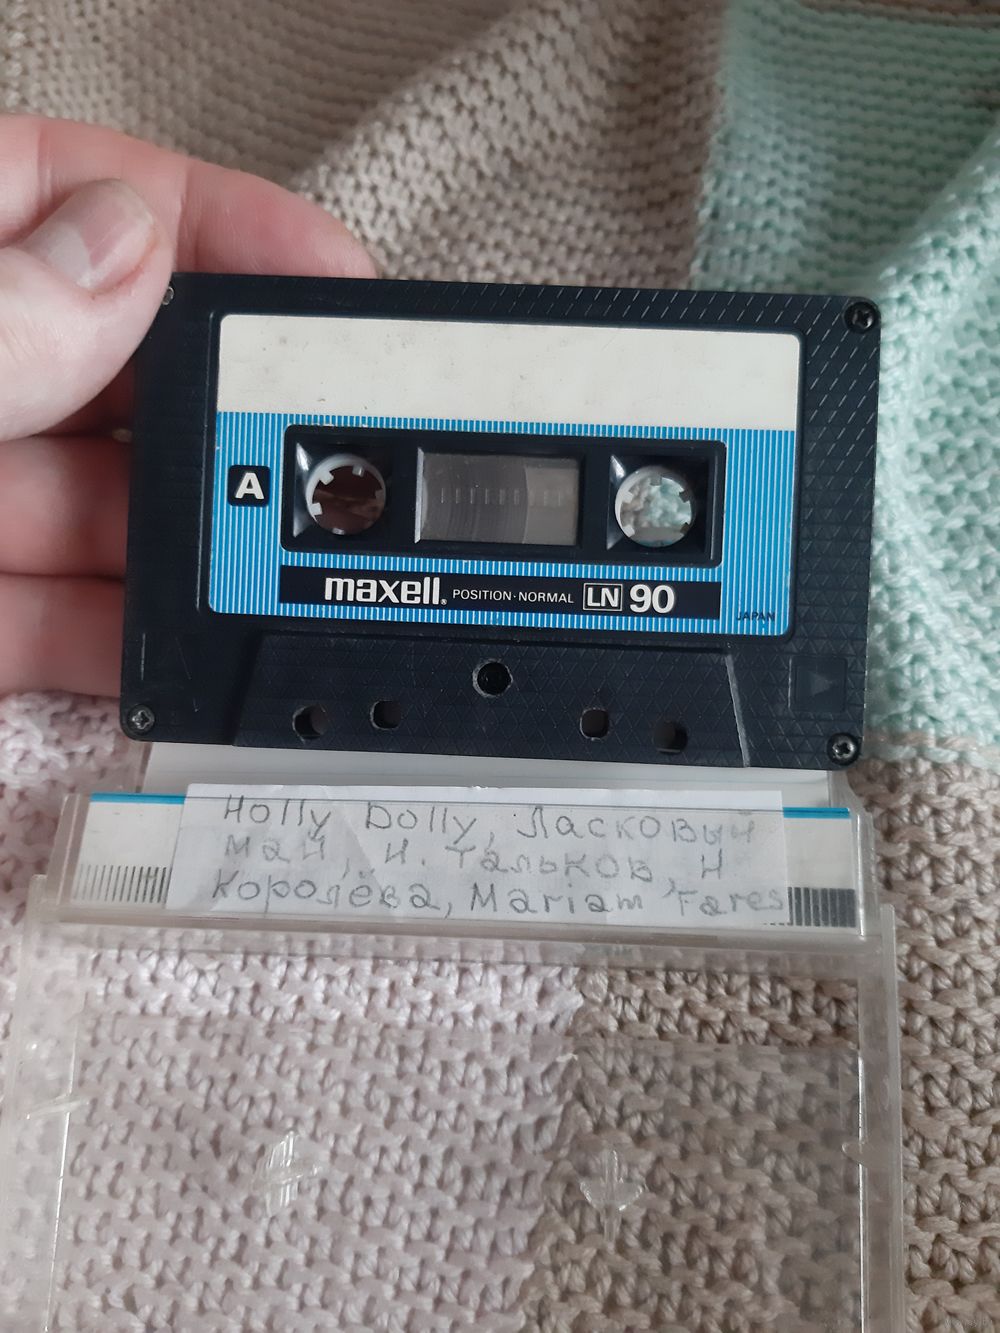 A
maxell. POSITION·NORMAL LN 90
JAPAN
Holly Dolly, Ласковый
май, И. Тальков, Н
Королёва, Mariam Fares